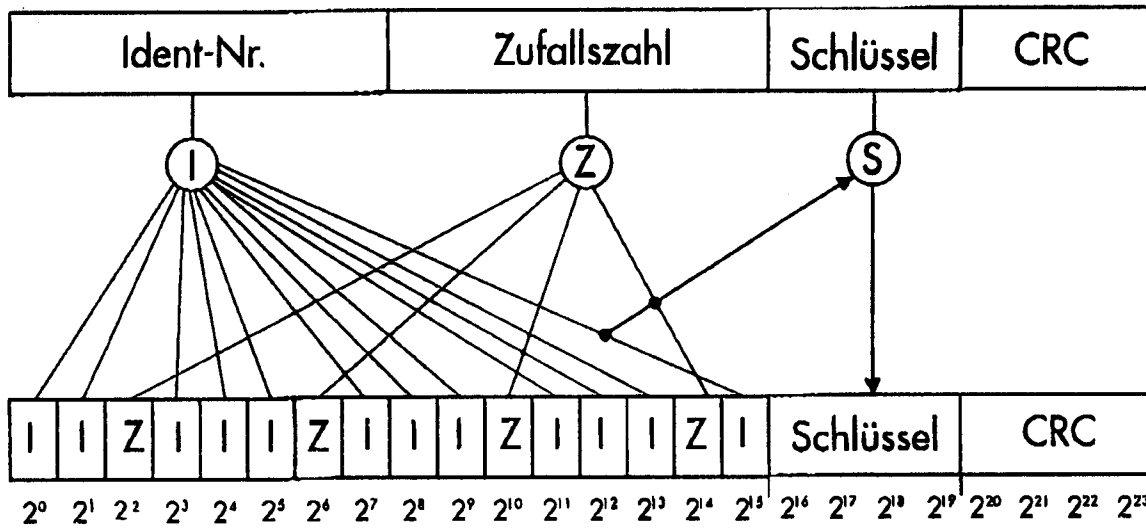 Ident-Nr. Zufallszahl Schlüssel CRC
I Z S
I I Z I I I Z I I I Z I I I Z I Schlüssel CRC
2⁰ 2¹ 2² 2³ 2⁴ 2⁵ 2⁶ 2⁷ 2⁸ 2⁹ 2¹⁰ 2¹¹ 2¹² 2¹³ 2¹⁴ 2¹⁵ 2¹⁶ 2¹⁷ 2¹⁸ 2¹⁹ 2²⁰ 2²¹ 2²² 2²³